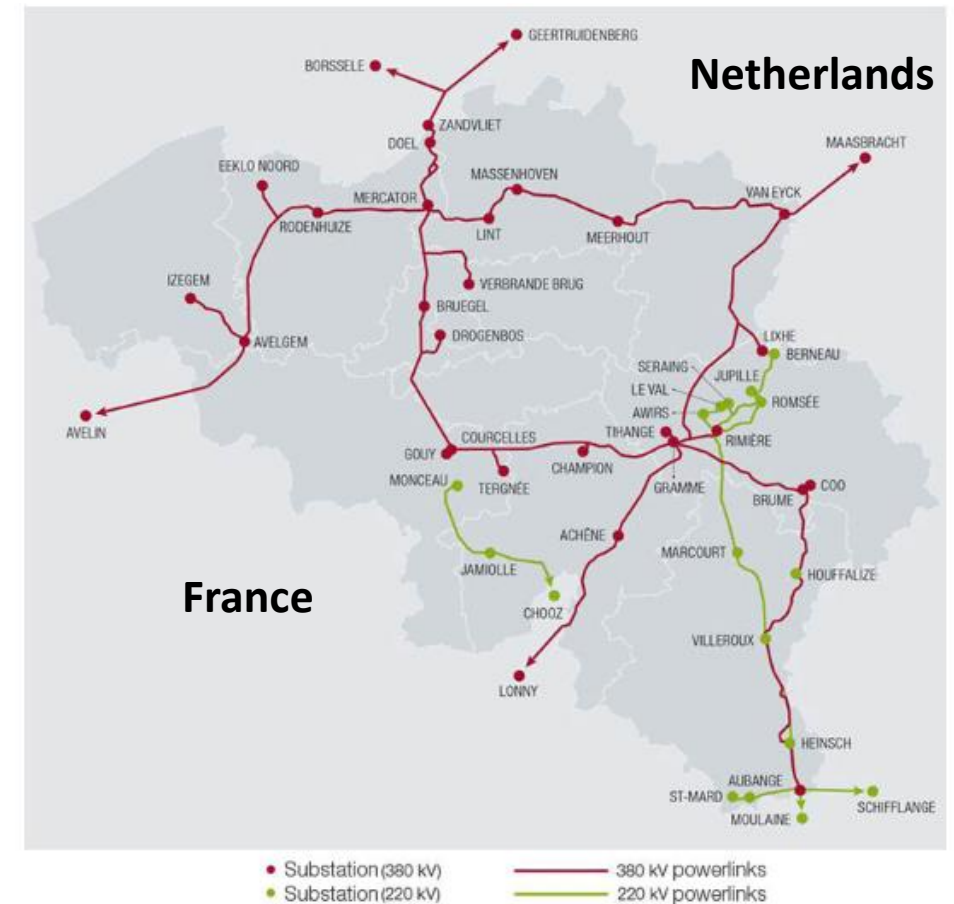 GEERTRUIDENBERG
BORSSELE
Netherlands
ZANDVLIET
DOEL
MAASBRACHT
EEKLO NOORD
MASSENHOVEN
MERCATOR
VAN EYCK
RODENHUIZE
LINT
MEERHOUT
IZEGEM
VERBRANDE BRUG
BRUEGEL
DROGENBOS
AVELGEM
LIXHE
BERNEAU
SERAING
JUPILLE
LE VAL
ROMSÉE
AWIRS
AVELIN
TIHANGE
RIMIÈRE
COURCELLES
GOUY
CHAMPION
MONCEAU
TERGNÉE
GRAMME
COO
BRUME
ACHÊNE
MARCOURT
JAMIOLLE
HOUFFALIZE
France
CHOOZ
VILLEROUX
LONNY
HEINSCH
AUBANGE
ST-MARD
SCHIFFLANGE
MOULAINE
Substation (380 kV) 380 kV powerlinks
Substation (220 kV) 220 kV powerlinks